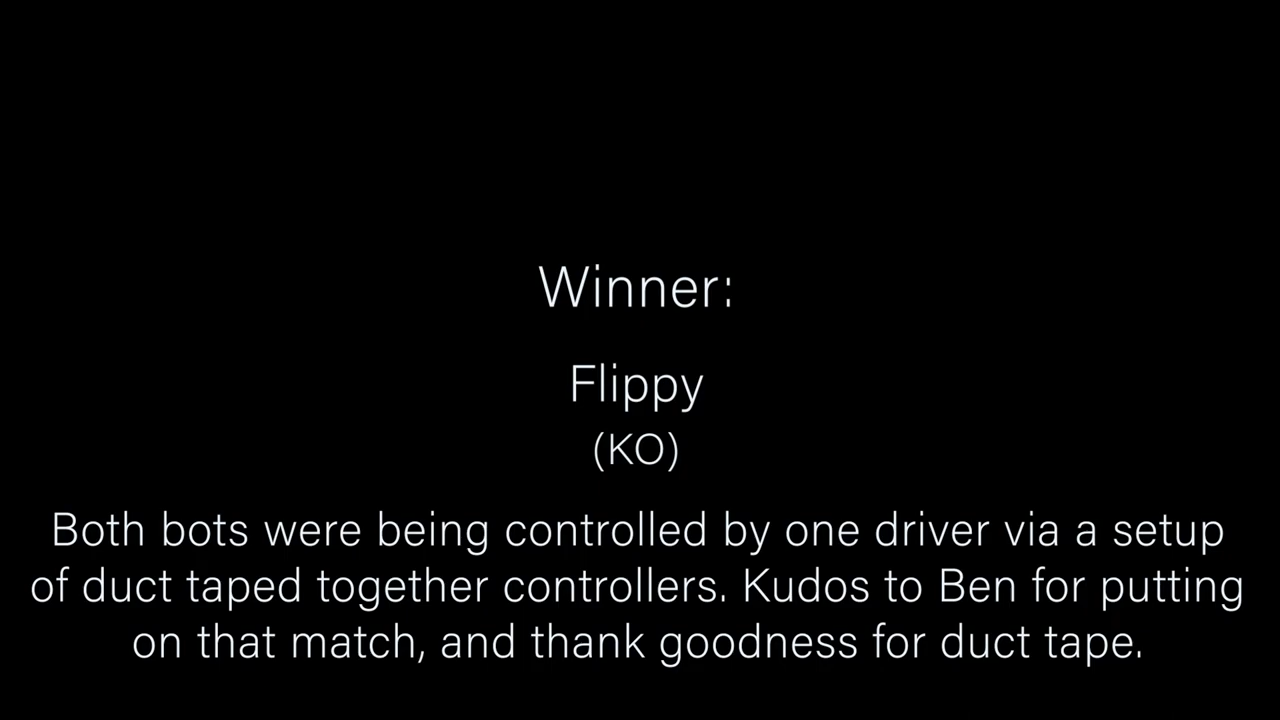 Winner:
Flippy
(KO)
Both bots were being controlled by one driver via a setup
of duct taped together controllers. Kudos to Ben for putting
on that match, and thank goodness for duct tape.